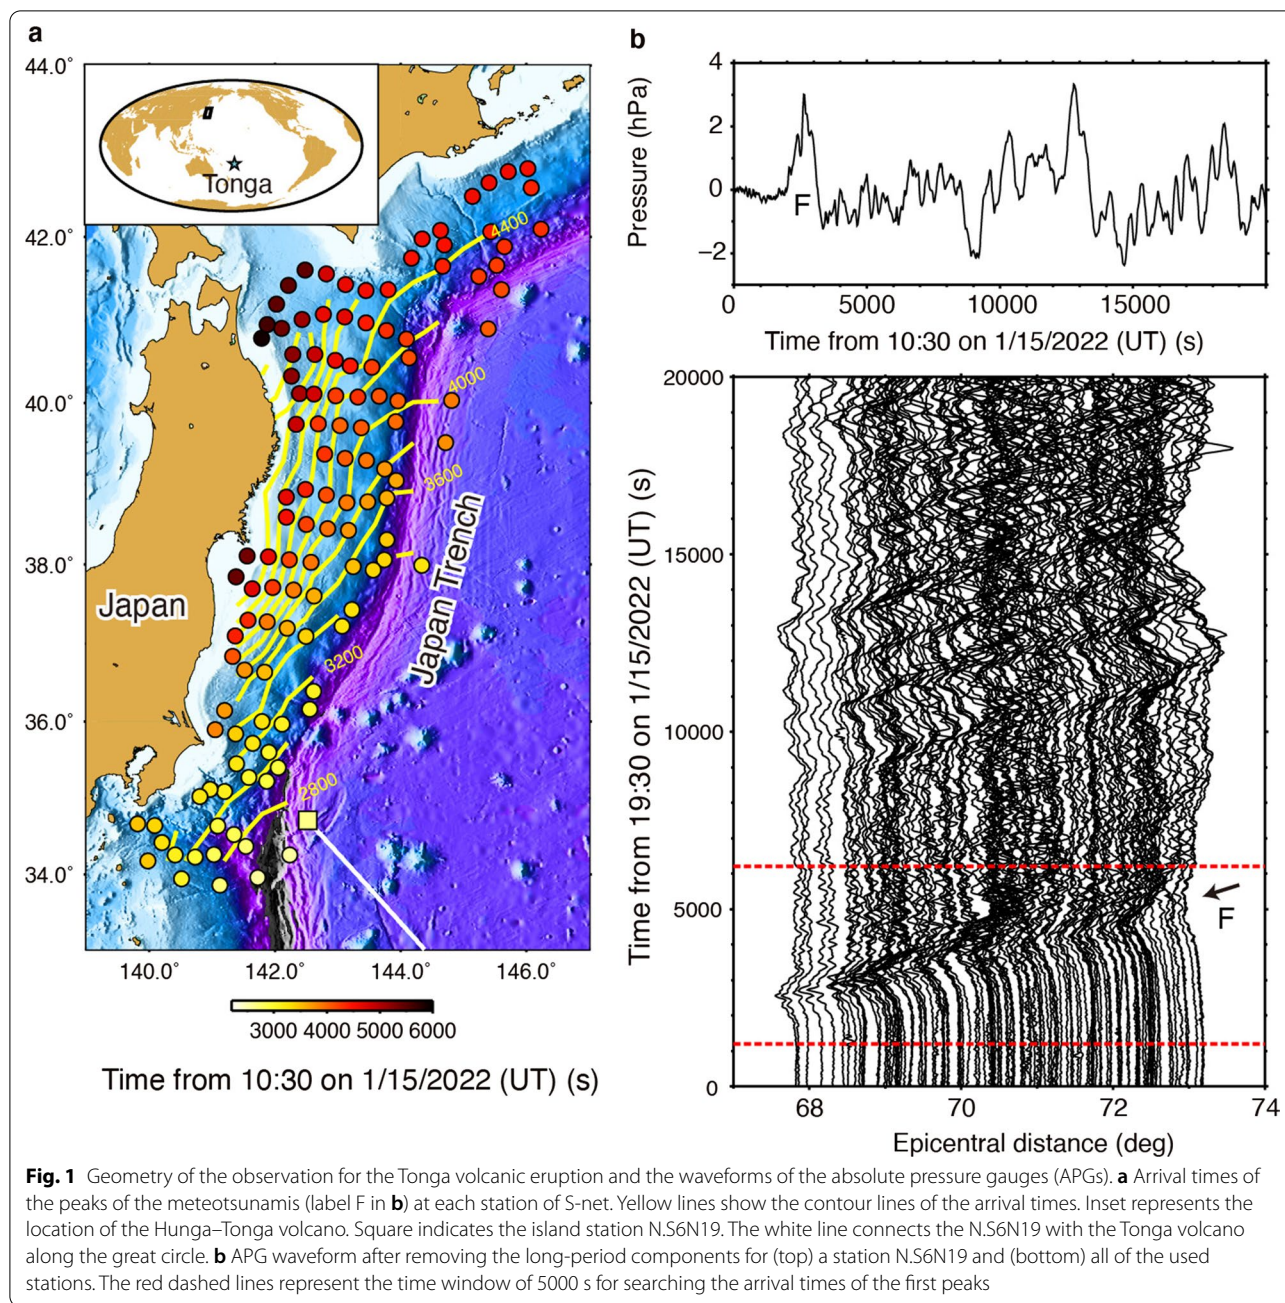 a
44.0°
42.0°
40.0°
38.0°
36.0°
34.0°
140.0°
142.0°
144.0°
146.0°
Tonga
Japan
Japan Trench
4400
4000
3600
3200
2800
3000 4000 5000 6000
Time from 10:30 on 1/15/2022 (UT) (s)
b
Pressure (hPa)
4
2
0
−2
F
0 5000 10000 15000
Time from 10:30 on 1/15/2022 (UT) (s)
Time from 19:30 on 1/15/2022 (UT) (s)
20000
15000
10000
5000
0
F
68 70 72 74
Epicentral distance (deg)
Fig. 1 Geometry of the observation for the Tonga volcanic eruption and the waveforms of the absolute pressure gauges (APGs). a Arrival times of
the peaks of the meteotsunamis (label F in b) at each station of S-net. Yellow lines show the contour lines of the arrival times. Inset represents the
location of the Hunga–Tonga volcano. Square indicates the island station N.S6N19. The white line connects the N.S6N19 with the Tonga volcano
along the great circle. b APG waveform after removing the long-period components for (top) a station N.S6N19 and (bottom) all of the used
stations. The red dashed lines represent the time window of 5000 s for searching the arrival times of the first peaks